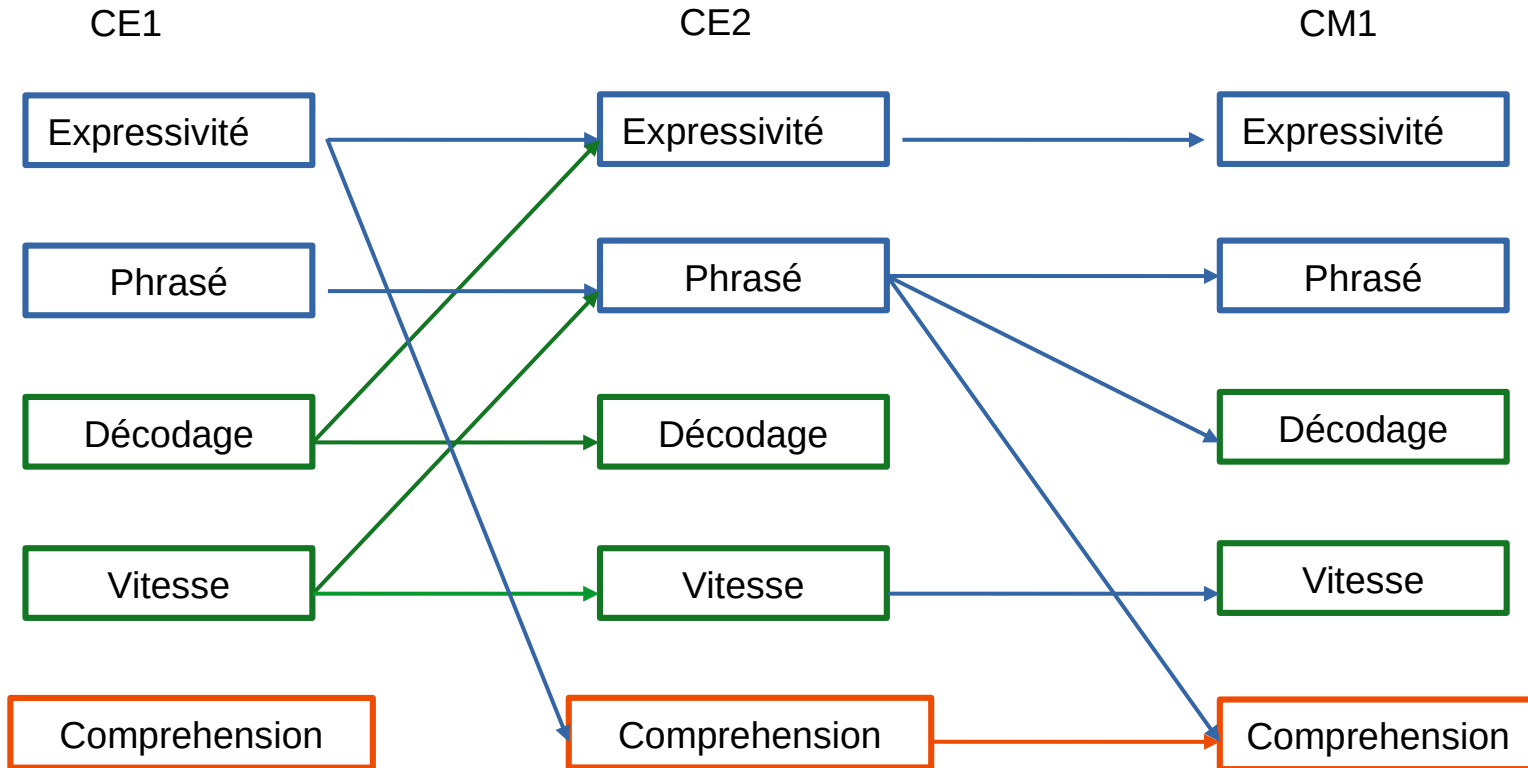 CE1
CE2
CM1
Expressivité
Expressivité
Expressivité
Phrasé
Phrasé
Phrasé
Décodage
Décodage
Décodage
Vitesse
Vitesse
Vitesse
Comprehension
Comprehension
Comprehension